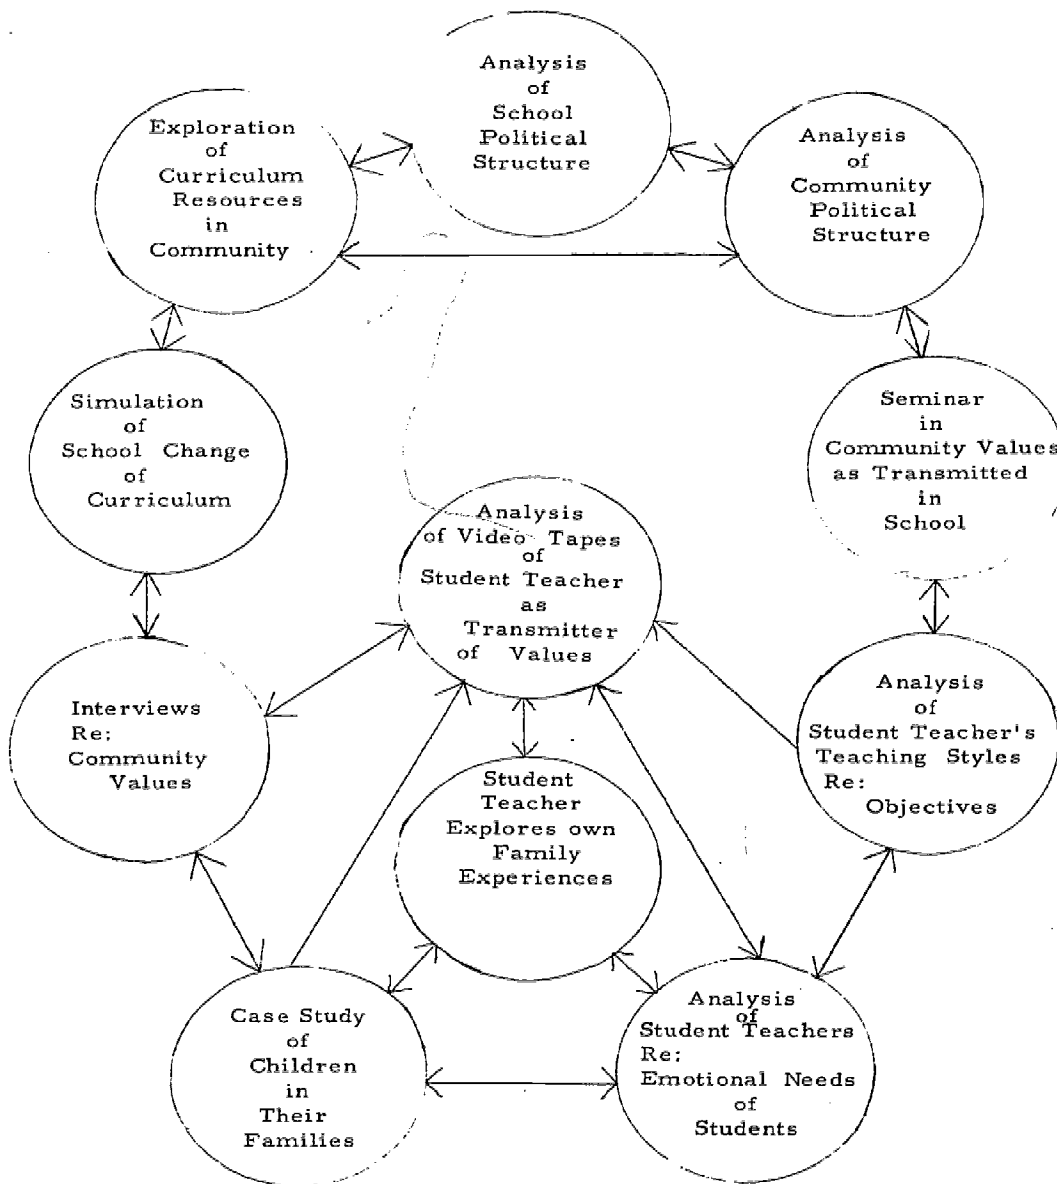 Analysis
of
School
Political
Structure
Exploration
of
Curriculum
Resources
in
Community
Analysis
of
Community
Political
Structure
Simulation
of
School Change
of
Curriculum
Seminar
in
Community Values
as Transmitted
in
School
Analysis
of Video Tapes
of
Student Teacher
as
Transmitter
of Values
Interviews
Re:
Community
Values
Analysis
of
Student Teacher's
Teaching Styles
Re:
Objectives
Student
Teacher
Explores own
Family
Experiences
Case Study
of
Children
in
Their
Families
Analysis
of
Student Teachers
Re:
Emotional Needs
of
Students